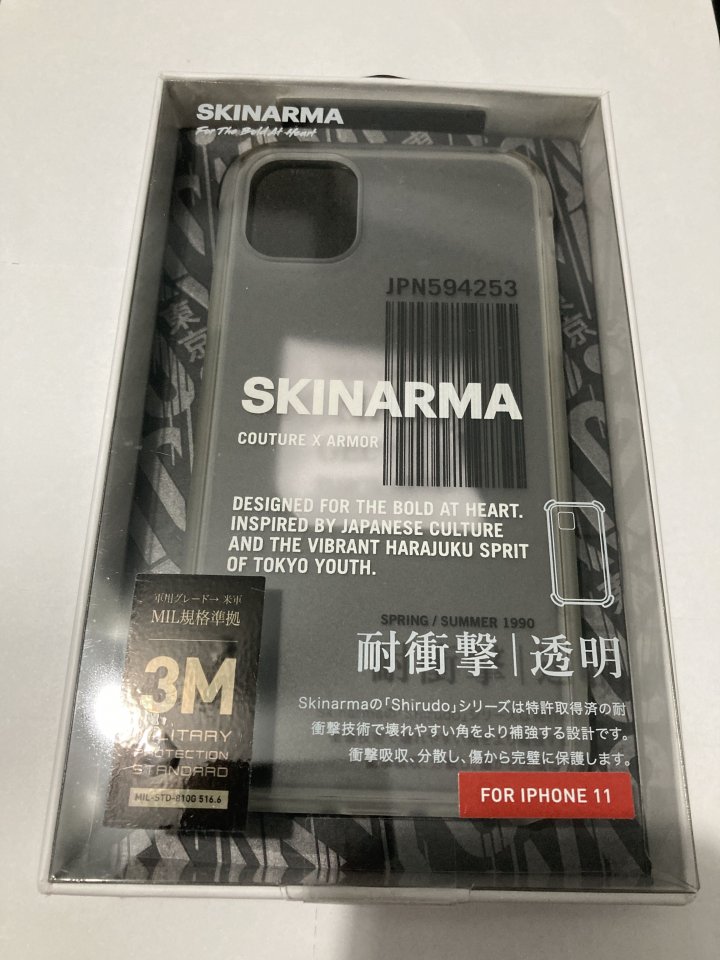 SKINARMA
For The Bold At Heart
東京
JPN594253
SKINARMA
COUTURE X ARMOR
DESIGNED FOR THE BOLD AT HEART.
INSPIRED BY JAPANESE CULTURE
AND THE VIBRANT HARAJUKU SPRIT
OF TOKYO YOUTH.
SPRING / SUMMER 1990
耐衝撃|透明
Skinarmaの「Shirudo」シリーズは特許取得済の耐
衝撃技術で壊れやすい角をより補強する設計です。
衝撃吸収、分散し、傷から完璧に保護します。
FOR IPHONE 11
軍用グレード→ 米軍
MIL規格準拠
3M
MILITARY
PROTECTION
STANDARD
MIL-STD-810G 516.6